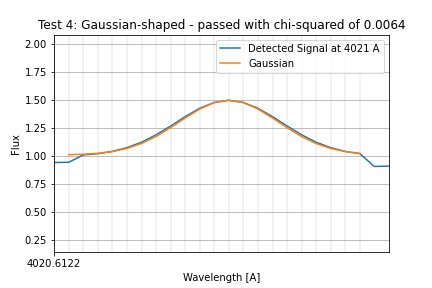 Test 4: Gaussian-shaped - passed with chi-squared of 0.0064
Detected Signal at 4021 A
Gaussian
2.00
1.75
1.50
1.25
1.00
0.75
0.50
0.25
Flux
4020.6122
Wavelength [A]